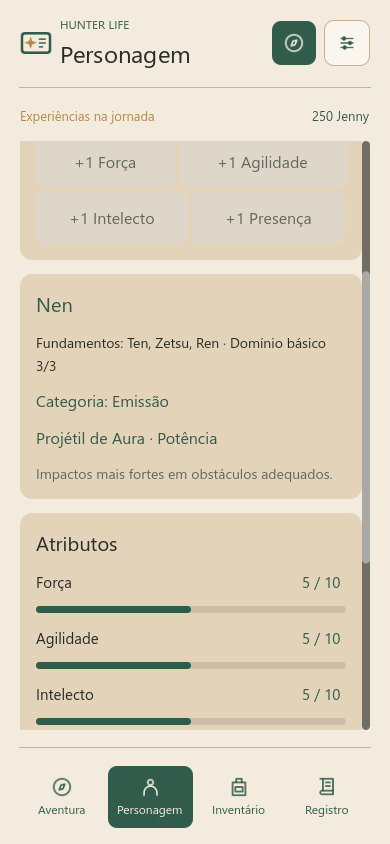 HUNTER LIFE
Personagem
Experiências na jornada
250 Jenny
+1 Força
+1 Agilidade
+1 Intelecto
+1 Presença
Nen
Fundamentos: Ten, Zetsu, Ren · Domínio básico
3/3
Categoria: Emissão
Projétil de Aura · Potência
Impactos mais fortes em obstáculos adequados.
Atributos
Força
5 / 10
Agilidade
5 / 10
Intelecto
5 / 10
Aventura
Personagem
Inventário
Registro